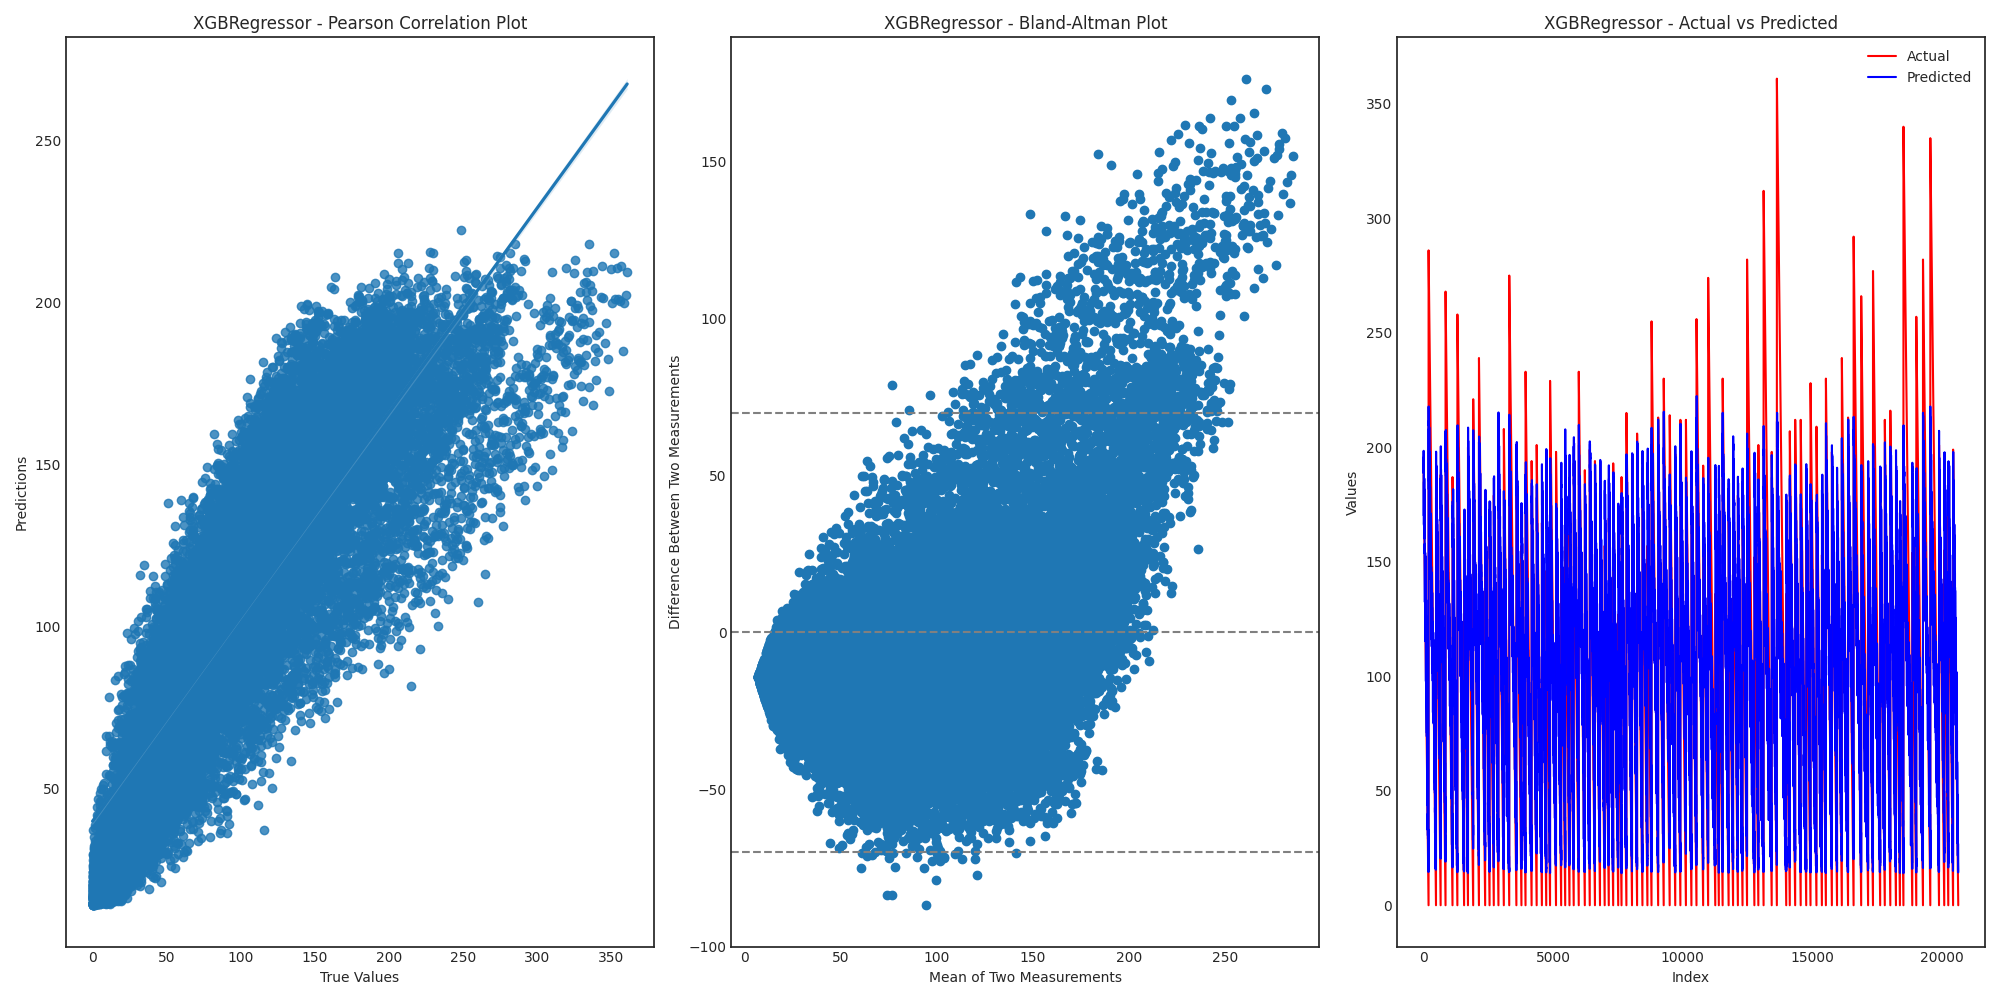 XGBRegressor - Pearson Correlation Plot
250
200
150
100
50
Predictions
0 50 100 150 200 250 300 350
True Values
XGBRegressor - Bland-Altman Plot
150
100
50
0
−50
−100
Difference Between Two Measurements
0 50 100 150 200 250
Mean of Two Measurements
XGBRegressor - Actual vs Predicted
Actual
Predicted
350
300
250
200
150
100
50
0
Values
0 5000 10000 15000 20000
Index